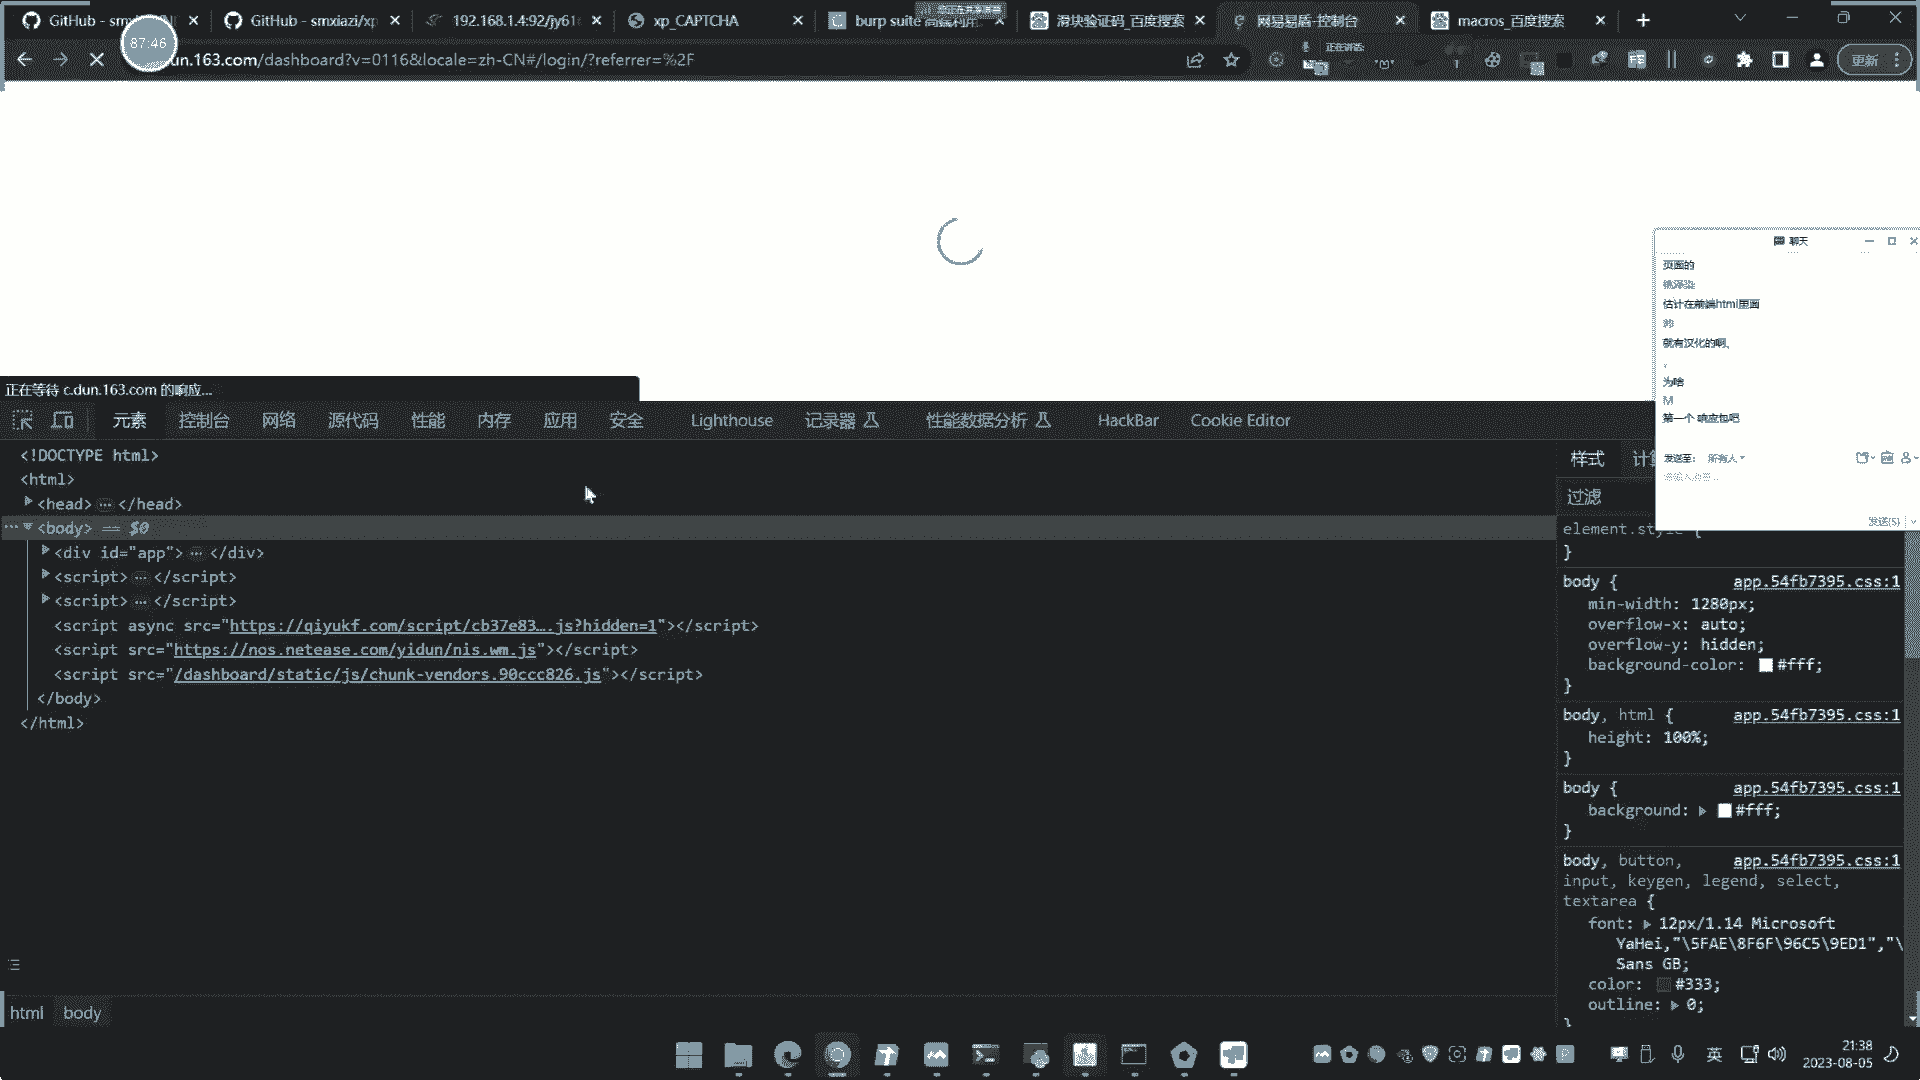 GitHub - sm
GitHub - smxiazi/xp
192.168.1.4:92/jy61
xp_CAPTCHA
burp suite 高级利用
滑块验证码_百度搜索
网易易盾-控制台
macros_百度搜索
87:46
un.163.com/dashboard?v=0116&locale=zh-CN#/login/?referrer=%2F
更新
聊天
页面的
估计在前端html里面
就有汉化的啊、
。
为啥
M
第一个 响应包吧
发送至: 所有人
发送(S)
正在等待 c.dun.163.com 的响应...
元素 控制台 网络 源代码 性能 内存 应用 安全 Lighthouse 记录器 性能数据分析 HackBar Cookie Editor
<!DOCTYPE html>
<html>
<head> … </head>
… <body> == $0
<div id="app"> … </div>
<script> … </script>
<script> … </script>
<script async src="https://qiyukf.com/script/cb37e83….js?hidden=1"></script>
<script src="https://nos.netease.com/yidun/nis.wm.js"></script>
<script src="/dashboard/static/js/chunk-vendors.90ccc826.js"></script>
</body>
</html>
样式
过滤
element.style {
}
body { app.54fb7395.css:1
min-width: 1280px;
overflow-x: auto;
overflow-y: hidden;
background-color: #fff;
}
body, html { app.54fb7395.css:1
height: 100%;
}
body { app.54fb7395.css:1
background: #fff;
}
body, button, app.54fb7395.css:1
input, keygen, legend, select,
textarea {
font: 12px/1.14 Microsoft
YaHei,"\5FAE\8F6F\96C5\9ED1","\
Sans GB;
color: #333;
outline: 0;
}
html body
英
21:38
2023-08-05